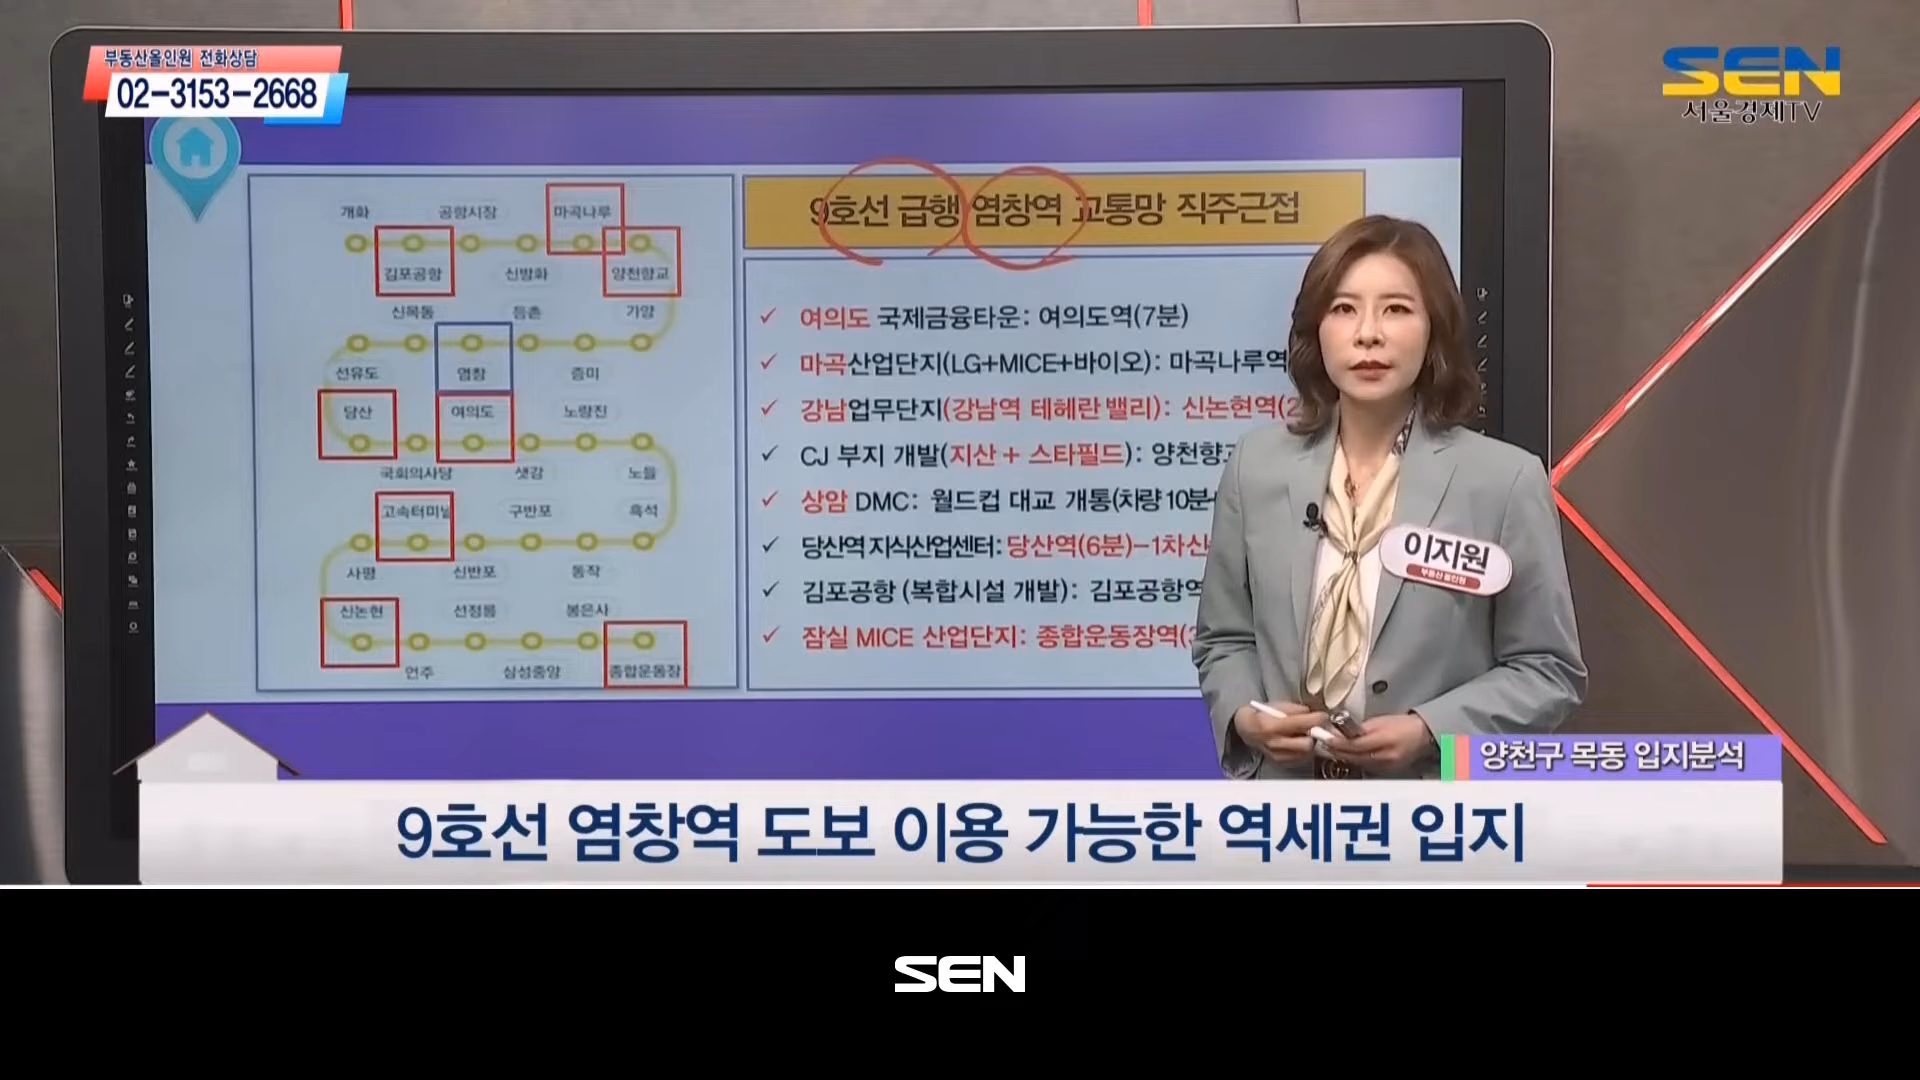 부동산올인원 전화상담
02-3153-2668
SEN
서울경제TV
9호선 급행 염창역 교통망 직주근접
개화 공항시장 마곡나루
김포공항 신방화 양천향교
신목동 등촌 가양
선유도 염창 증미
당산 여의도 노량진
국회의사당 샛강 노들
고속터미널 구반포 흑석
사평 신반포 동작
신논현 선정릉 봉은사
언주 삼성중앙 종합운동장
여의도 국제금융타운: 여의도역(7분)
마곡산업단지(LG+MICE+바이오): 마곡나루역
강남업무단지(강남역 테헤란밸리): 신논현역(2
CJ 부지 개발(지산 + 스타필드): 양천향교
상암 DMC: 월드컵 대교 개통(차량 10분
당산역 지식산업센터: 당산역(6분)-1차산
김포공항 (복합시설 개발): 김포공항역
잠실 MICE 산업단지: 종합운동장역(3
이지원
부동산올인원
양천구 목동 입지분석
9호선 염창역 도보 이용 가능한 역세권 입지
SEN